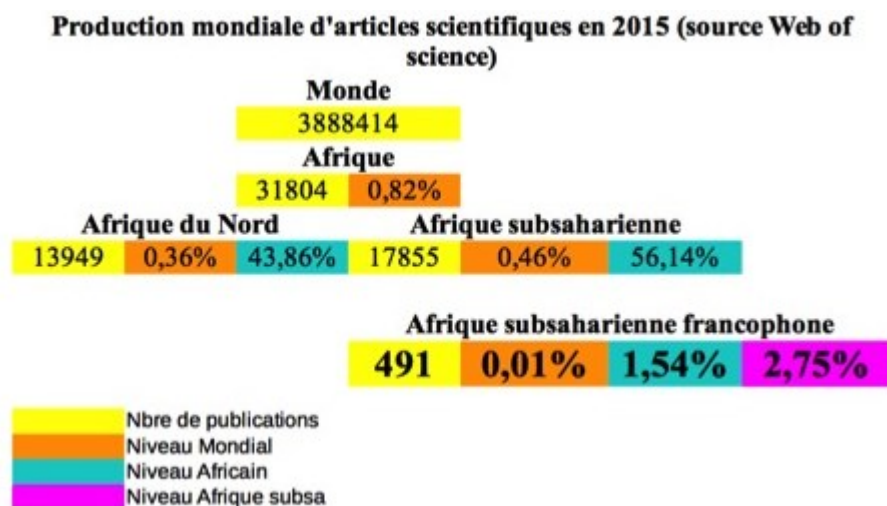 Production mondiale d'articles scientifiques en 2015 (source Web of
science)
Monde
3888414
Afrique
31804 0,82%
Afrique du Nord Afrique subsaharienne
13949 0,36% 43,86% 17855 0,46% 56,14%
Afrique subsaharienne francophone
491 0,01% 1,54% 2,75%
Nbre de publications
Niveau Mondial
Niveau Africain
Niveau Afrique subsa